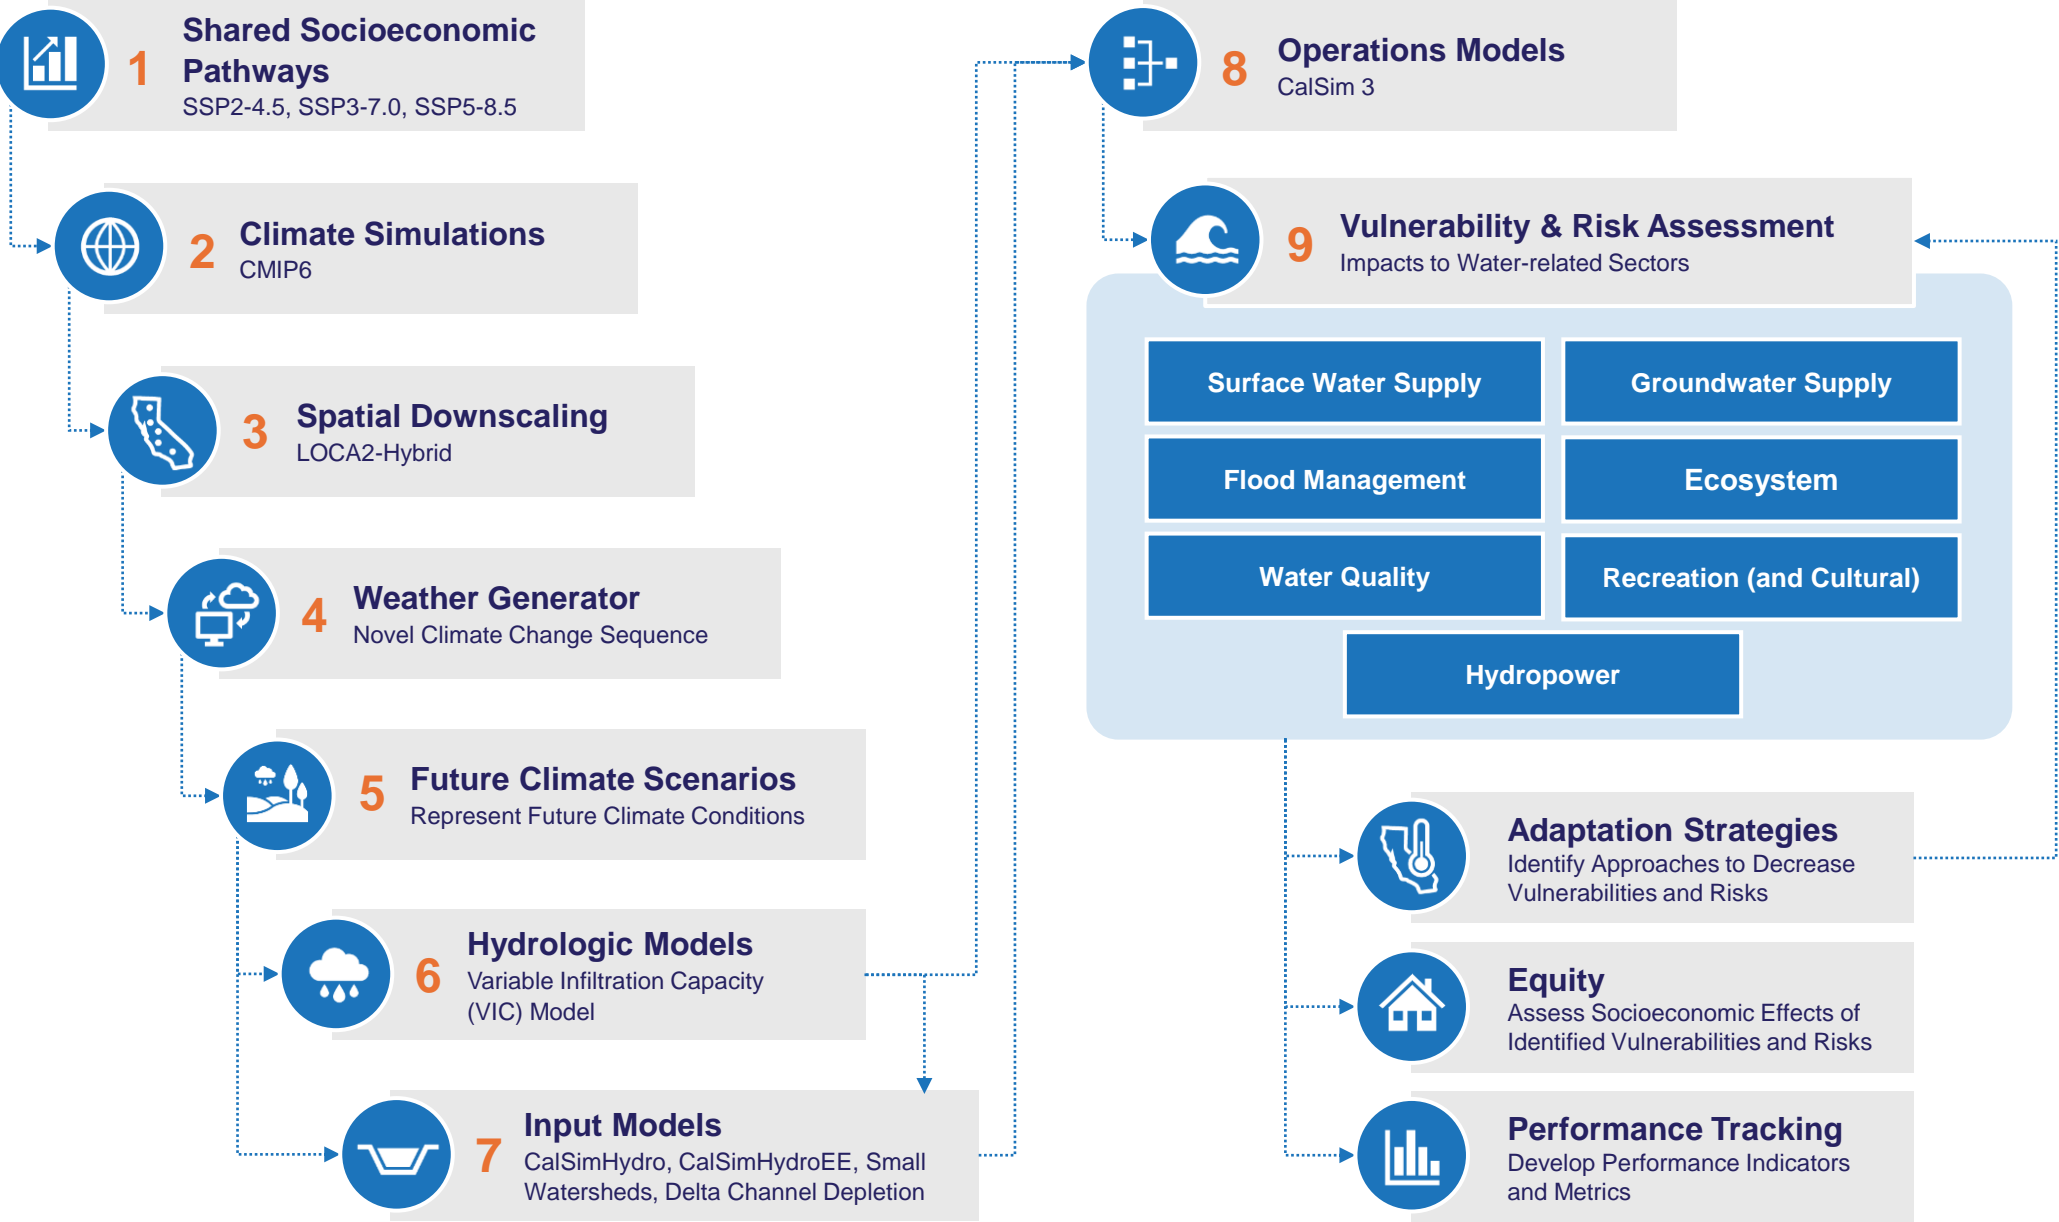 1
Shared Socioeconomic
Pathways
SSP2-4.5, SSP3-7.0, SSP5-8.5
2
Climate Simulations
CMIP6
3
Spatial Downscaling
LOCA2-Hybrid
4
Weather Generator
Novel Climate Change Sequence
5
Future Climate Scenarios
Represent Future Climate Conditions
6
Hydrologic Models
Variable Infiltration Capacity
(VIC) Model
7
Input Models
CalSimHydro, CalSimHydroEE, Small
Watersheds, Delta Channel Depletion
8
Operations Models
CalSim 3
9
Vulnerability & Risk Assessment
Impacts to Water-related Sectors
Surface Water Supply
Groundwater Supply
Flood Management
Ecosystem
Water Quality
Recreation (and Cultural)
Hydropower
Adaptation Strategies
Identify Approaches to Decrease
Vulnerabilities and Risks
Equity
Assess Socioeconomic Effects of
Identified Vulnerabilities and Risks
Performance Tracking
Develop Performance Indicators
and Metrics